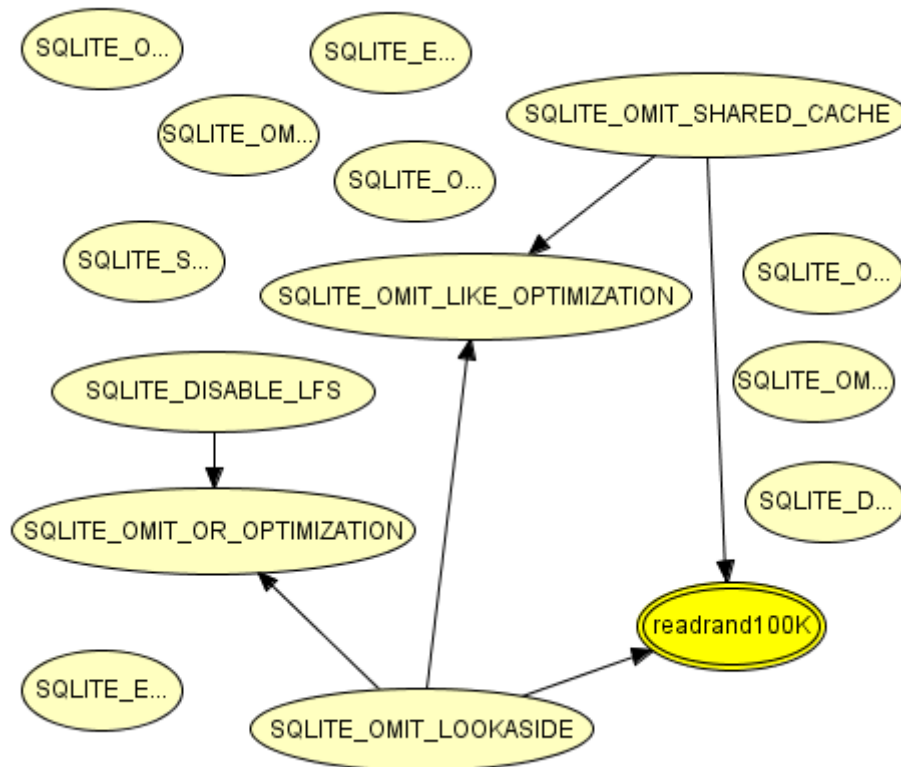 SQLITE_O...
SQLITE_E...
SQLITE_OMIT_SHARED_CACHE
SQLITE_OM...
SQLITE_O...
SQLITE_S...
SQLITE_O...
SQLITE_OMIT_LIKE_OPTIMIZATION
SQLITE_OM...
SQLITE_DISABLE_LFS
SQLITE_D...
SQLITE_OMIT_OR_OPTIMIZATION
readrand100K
SQLITE_E...
SQLITE_OMIT_LOOKASIDE